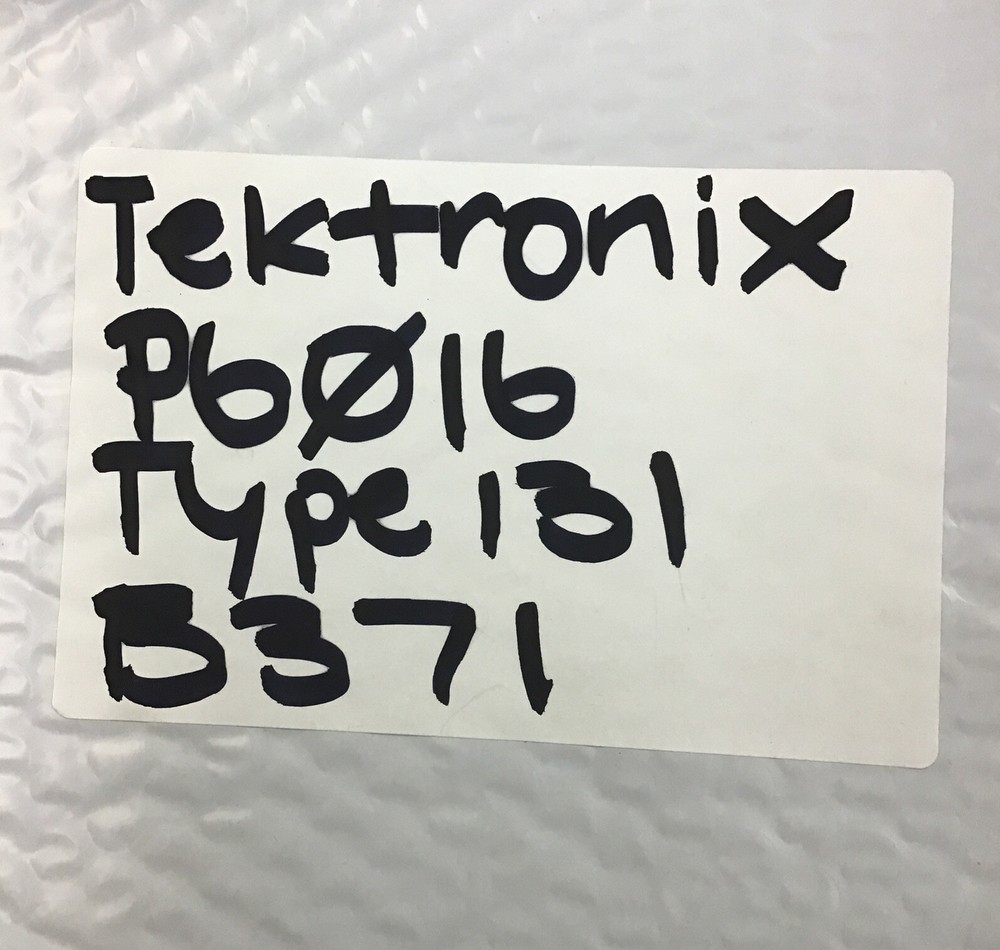 Tektronix
P6Ø16
Type 131
B371